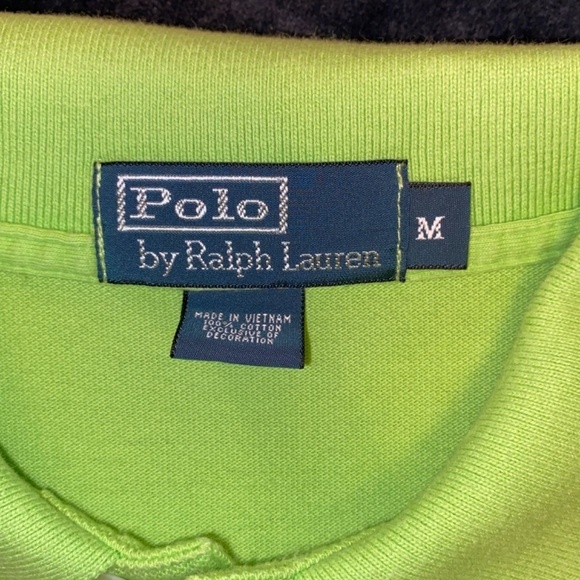 Polo
by Ralph Lauren
M
MADE IN VIETNAM
100% COTTON
EXCLUSIVE OF
DECORATION